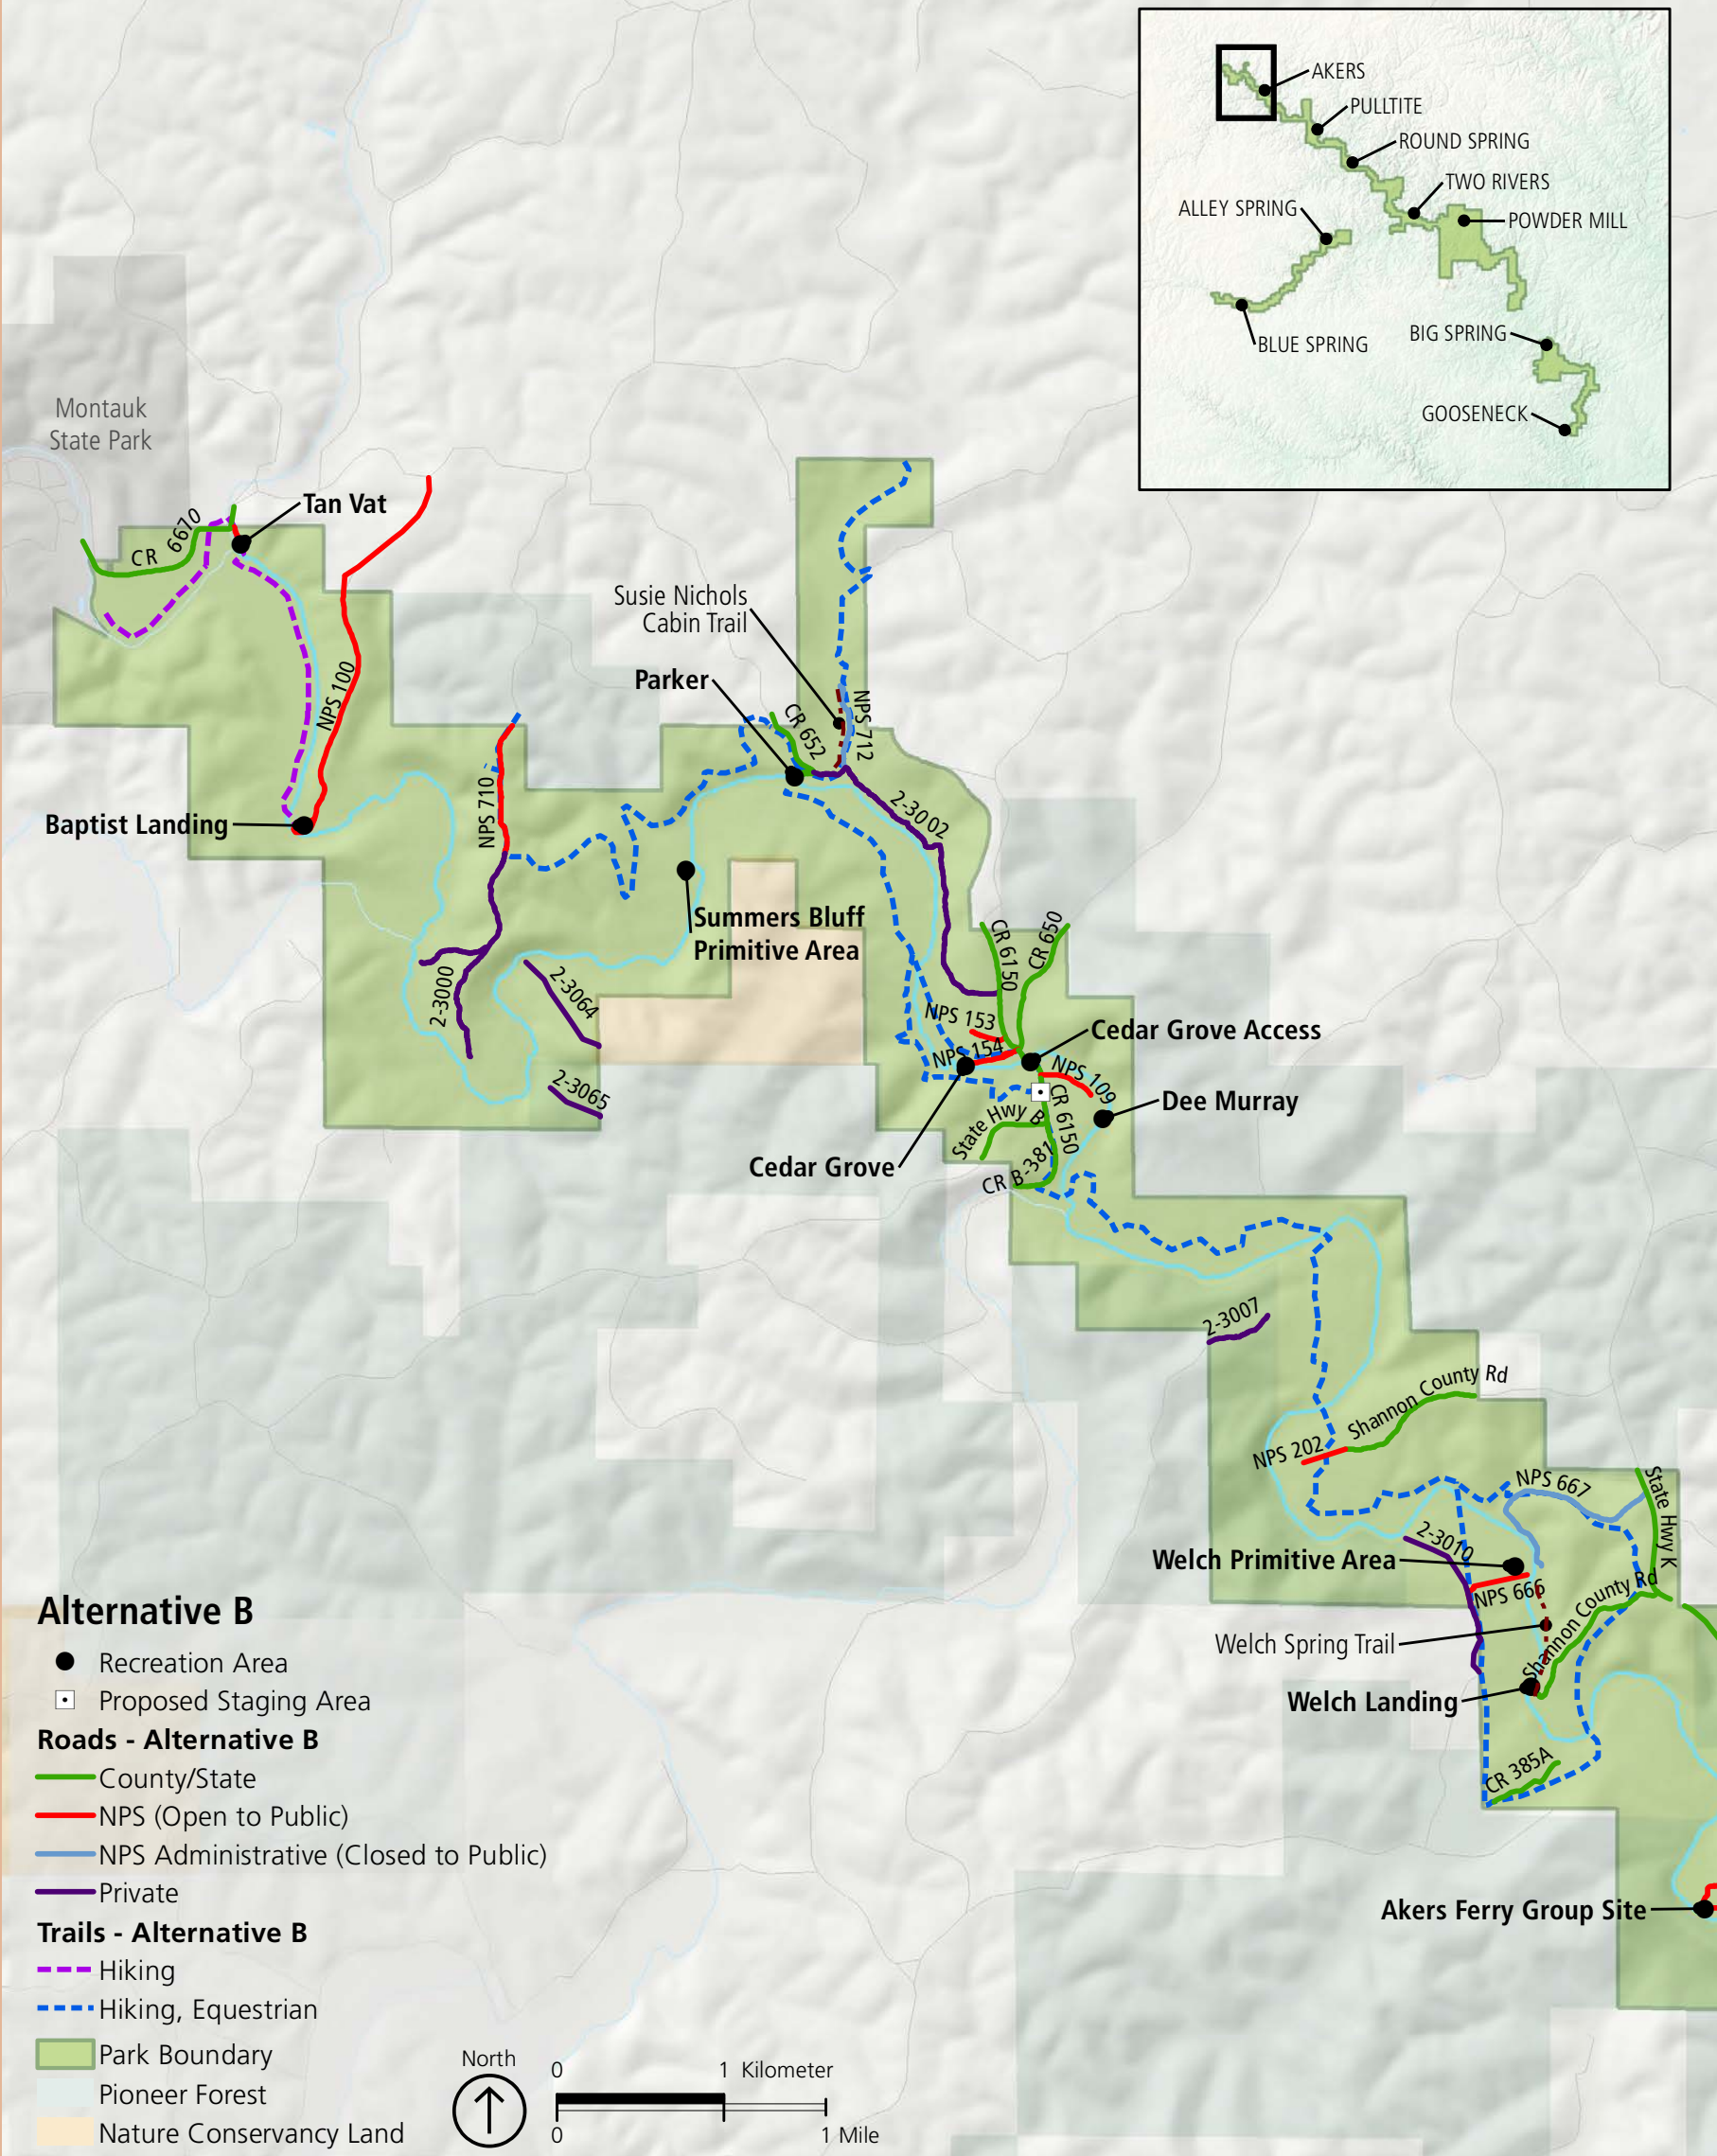 AKERS
PULLTITE
ROUND SPRING
TWO RIVERS
ALLEY SPRING
POWDER MILL
BIG SPRING
BLUE SPRING
GOOSENECK
Montauk
State Park
Tan Vat
CR 6670
NPS 100
Baptist Landing
Susie Nichols
Cabin Trail
Parker
CR 652
NPS 712
2-3002
NPS 710
Summers Bluff
Primitive Area
2-3000
2-3064
2-3065
CR 6150
CR 650
NPS 153
NPS 154
Cedar Grove Access
NPS 109
Dee Murray
CR 6150
State Hwy B
Cedar Grove
CR B-381
2-3007
Shannon County Rd
NPS 202
NPS 667
State Hwy K
2-3010
Welch Primitive Area
NPS 666
Shannon County Rd
Welch Spring Trail
Welch Landing
CR 385A
Akers Ferry Group Site
Alternative B
Recreation Area
Proposed Staging Area
Roads - Alternative B
County/State
NPS (Open to Public)
NPS Administrative (Closed to Public)
Private
Trails - Alternative B
Hiking
Hiking, Equestrian
Park Boundary
Pioneer Forest
Nature Conservancy Land
North
0 1 Kilometer
0 1 Mile